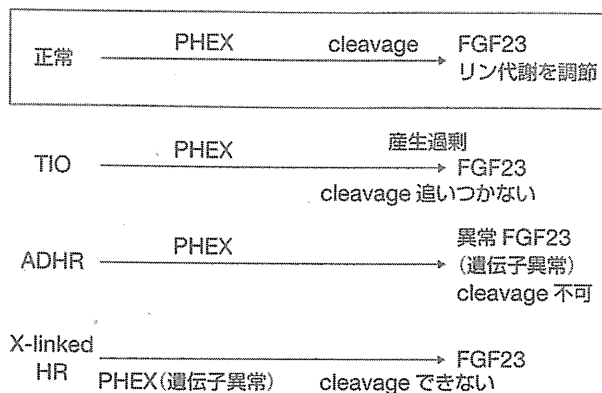 正常 PHEX cleavage FGF23
リン代謝を調節
TIO PHEX 産生過剰
FGF23
cleavage 追いつかない
ADHR PHEX 異常 FGF23
(遺伝子異常)
cleavage 不可
X-linked
HR
FGF23
PHEX(遺伝子異常) cleavage できない